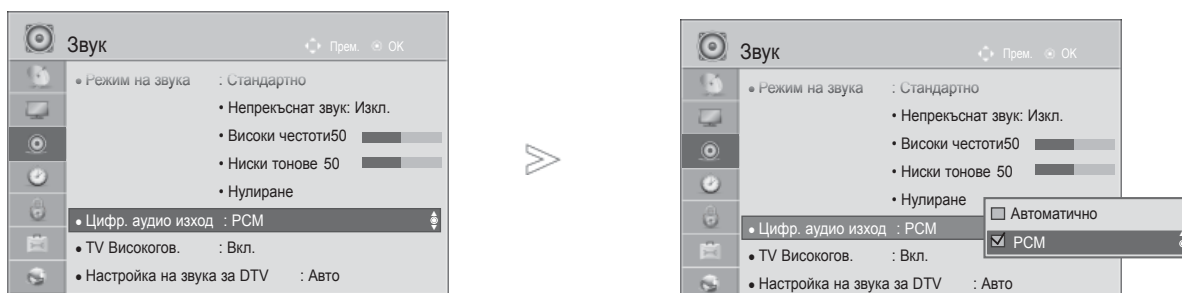 Звук
Прем. OK
• Режим на звука : Стандартно
• Непрекъснат звук: Изкл.
• Високи честоти50
• Ниски тонове 50
• Нулиране
• Цифр. аудио изход : PCM
• TV Високогов. : Вкл.
• Настройка на звука за DTV : Авто
Звук
Прем. OK
• Режим на звука : Стандартно
• Непрекъснат звук: Изкл.
• Високи честоти50
• Ниски тонове 50
• Нулиране
Автоматично
• Цифр. аудио изход : PCM
PCM
• TV Високогов. : Вкл.
• Настройка на звука за DTV : Авто